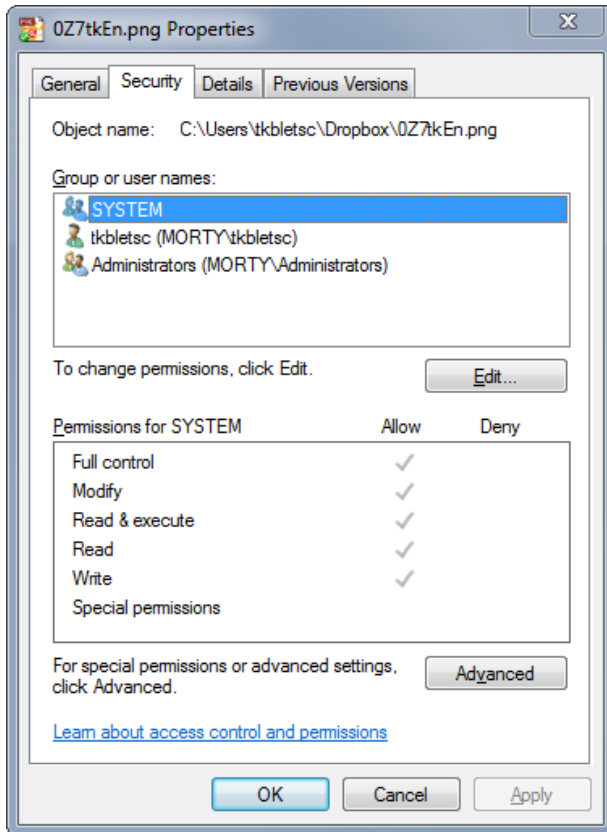 0Z7tkEn.png Properties
General Security Details Previous Versions
Object name: C:\Users\tkbletsc\Dropbox\0Z7tkEn.png
Group or user names:
SYSTEM
tkbletsc (MORTY\tkbletsc)
Administrators (MORTY\Administrators)
To change permissions, click Edit.
Edit...
Permissions for SYSTEM Allow Deny
Full control
Modify
Read & execute
Read
Write
Special permissions
For special permissions or advanced settings,
click Advanced.
Advanced
Learn about access control and permissions
OK Cancel Apply